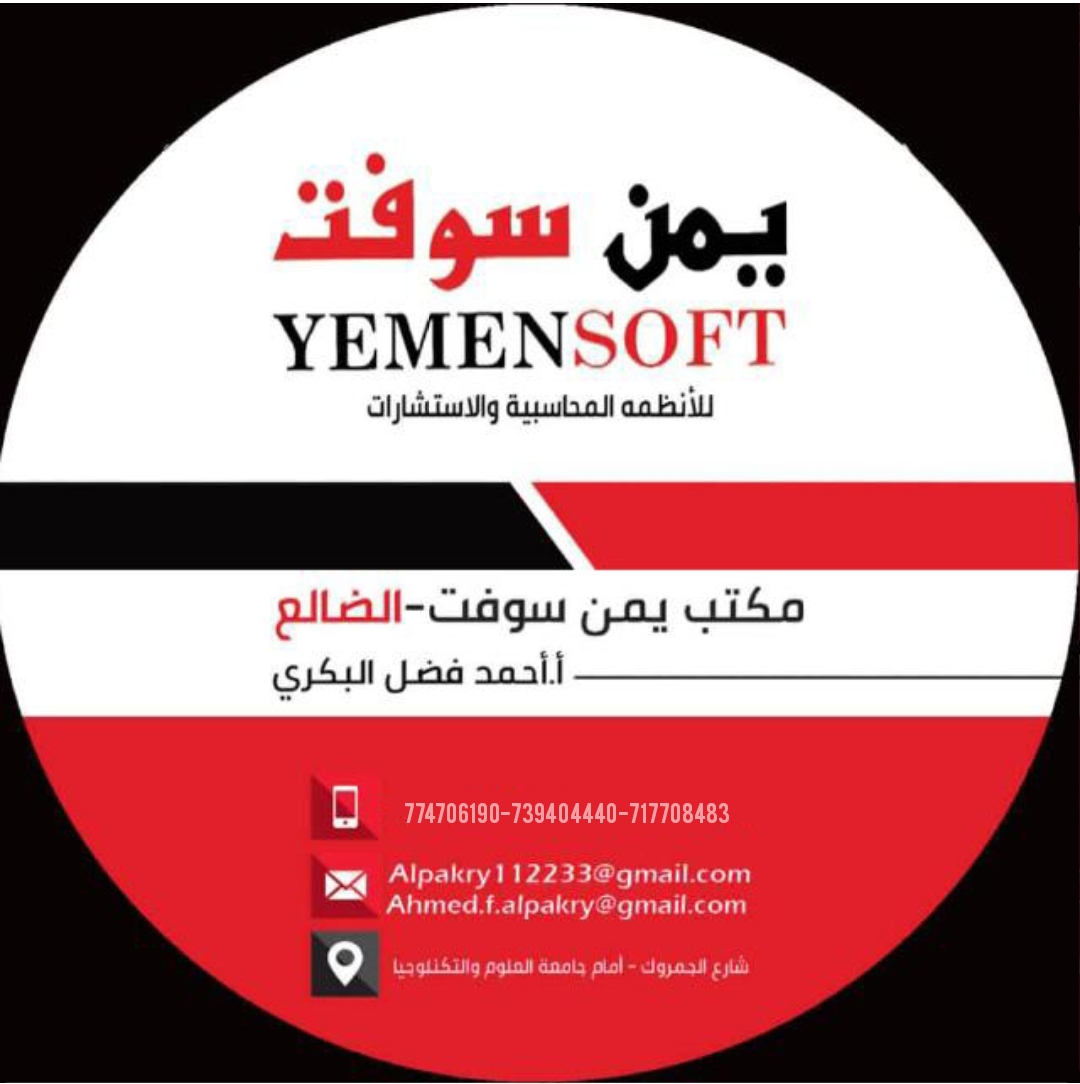 يمن سوفت
YEMENSOFT
للأنظمه المحاسبية والاستشارات
مكتب يمن سوفت-الضالع
أ.أحمد فضل البكري
774706190-739404440-717708483
Alpakry112233@gmail.com
Ahmed.f.alpakry@gmail.com
شارع الجمروك - أمام جامعة العلوم والتكنلوجيا